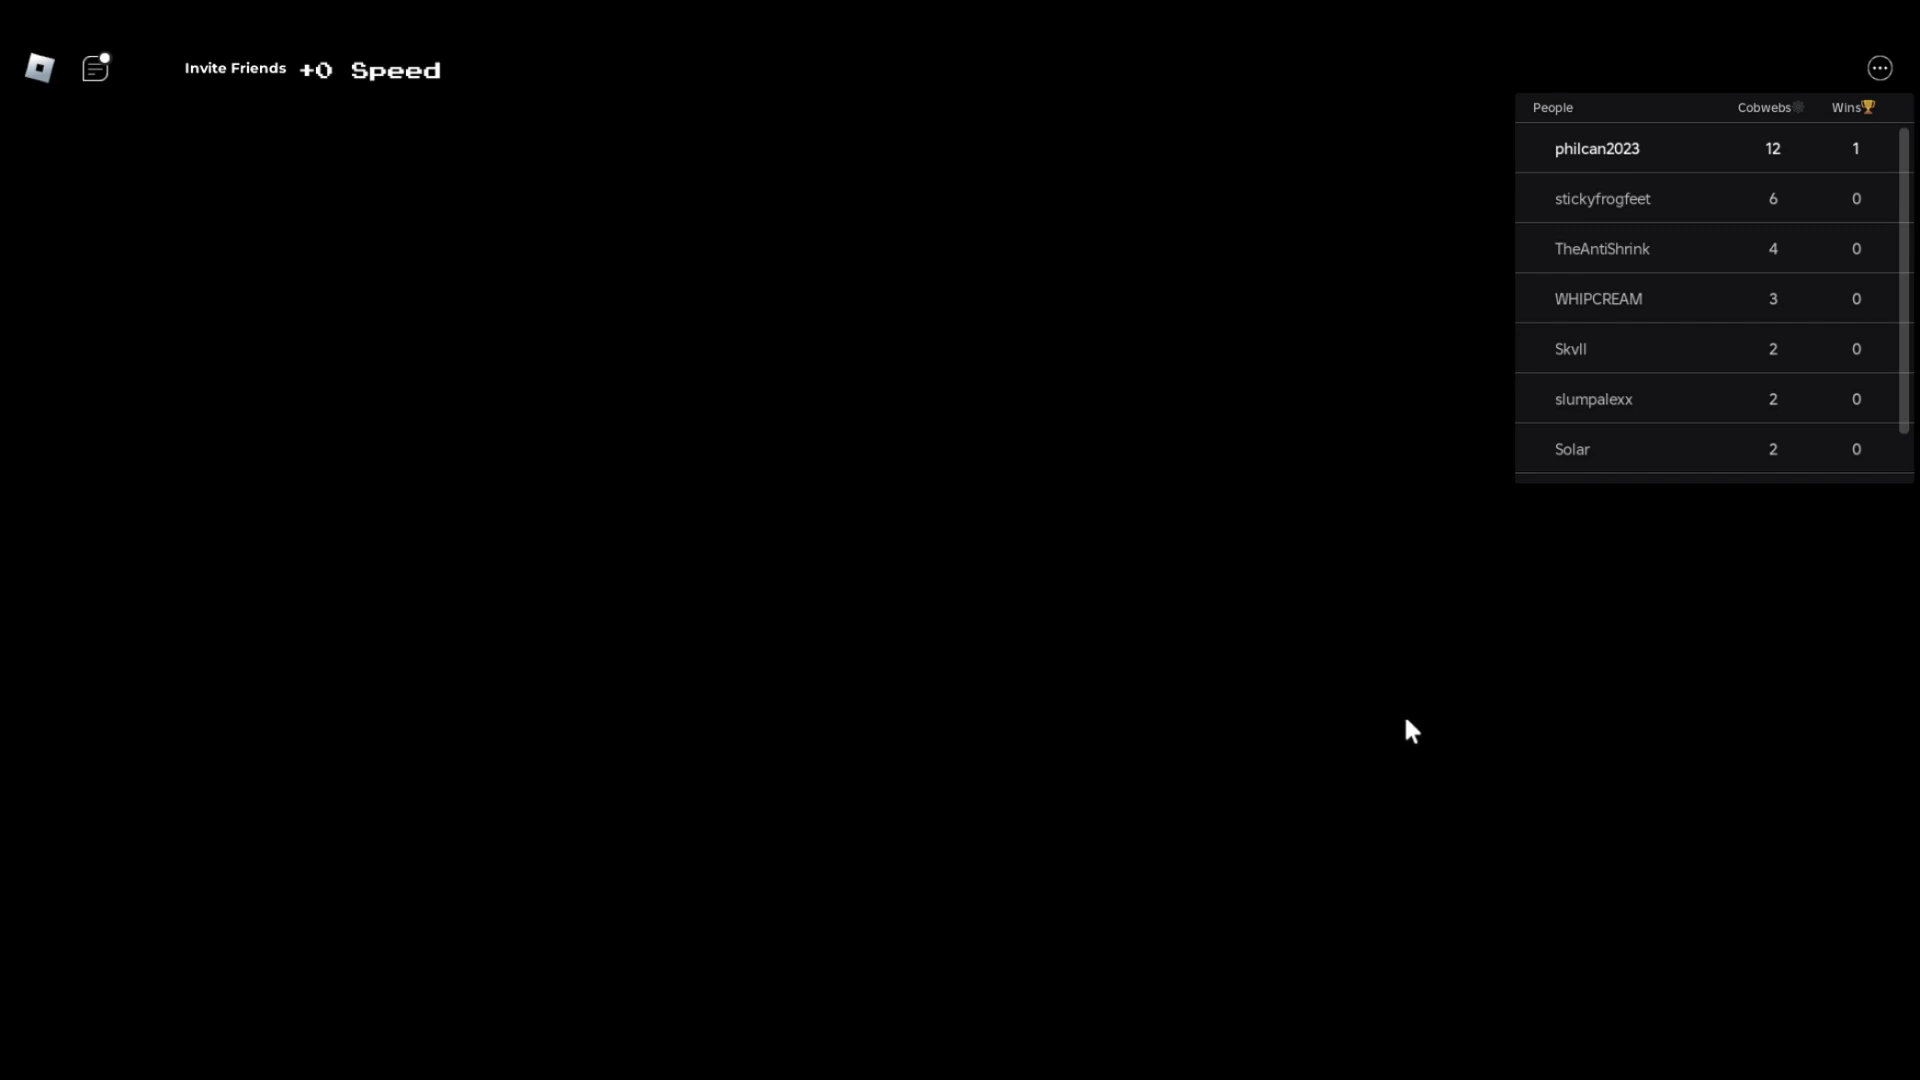 Invite Friends +0 Speed
People Cobwebs Wins
philcan2023 12 1
stickyfrogfeet 6 0
TheAntiShrink 4 0
WHIPCREAM 3 0
Skvll 2 0
slumpalexx 2 0
Solar 2 0